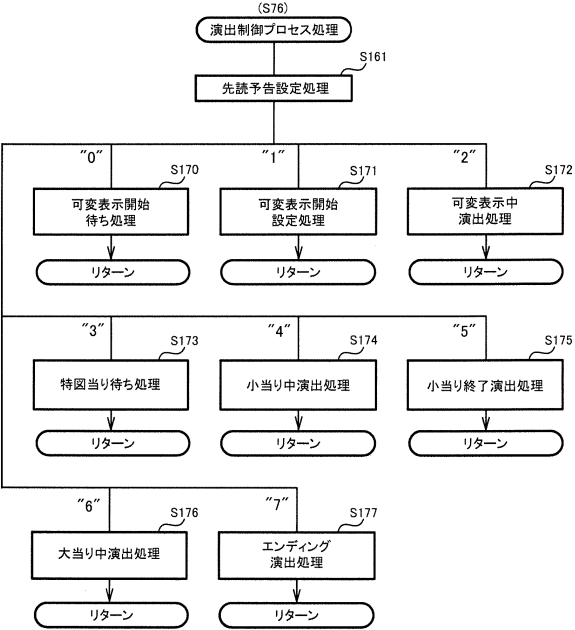 (S76)
演出制御プロセス処理
S161
先読予告設定処理
"0"
"1"
"2"
S170
S171
S172
可変表示開始
待ち処理
可変表示開始
設定処理
可変表示中
演出処理
リターン
リターン
リターン
"3"
"4"
"5"
S173
S174
S175
特図当り待ち処理
小当り中演出処理
小当り終了演出処理
リターン
リターン
リターン
"6"
"7"
S176
S177
大当り中演出処理
エンディング
演出処理
リターン
リターン